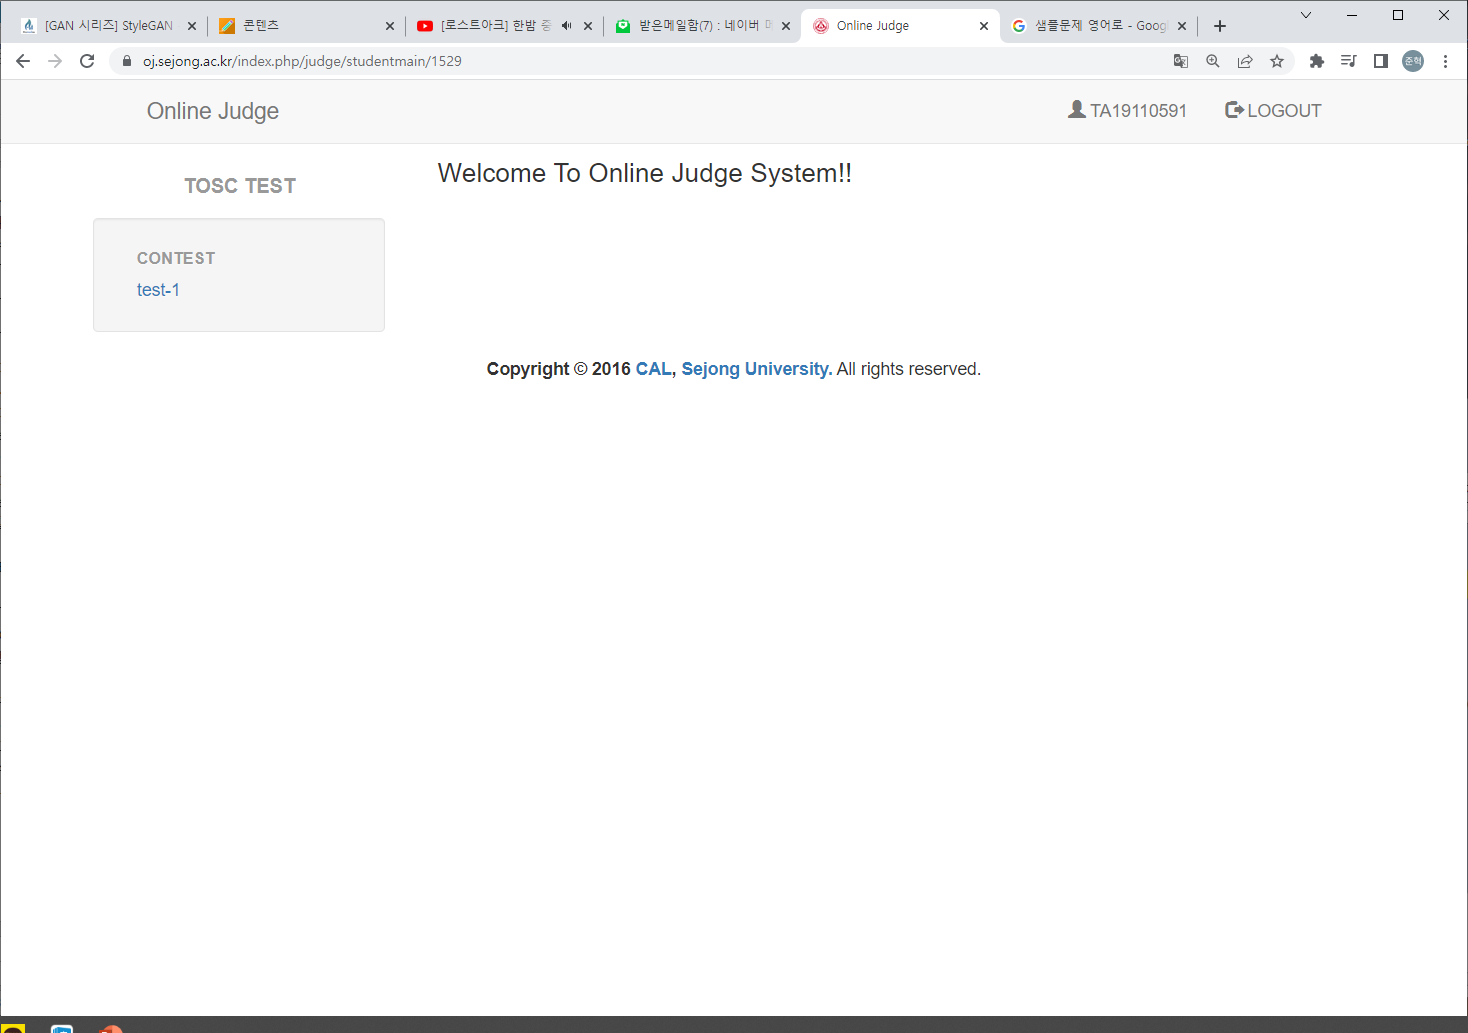 [GAN 시리즈] StyleGAN
콘텐츠
[로스트아크] 한밤 중
받은메일함(7) : 네이버
Online Judge
샘플문제 영어로 - Goog
oj.sejong.ac.kr/index.php/judge/studentmain/1529
준혁
Online Judge
TA19110591
LOGOUT
TOSC TEST
Welcome To Online Judge System!!
CONTEST
test-1
Copyright © 2016 CAL, Sejong University. All rights reserved.